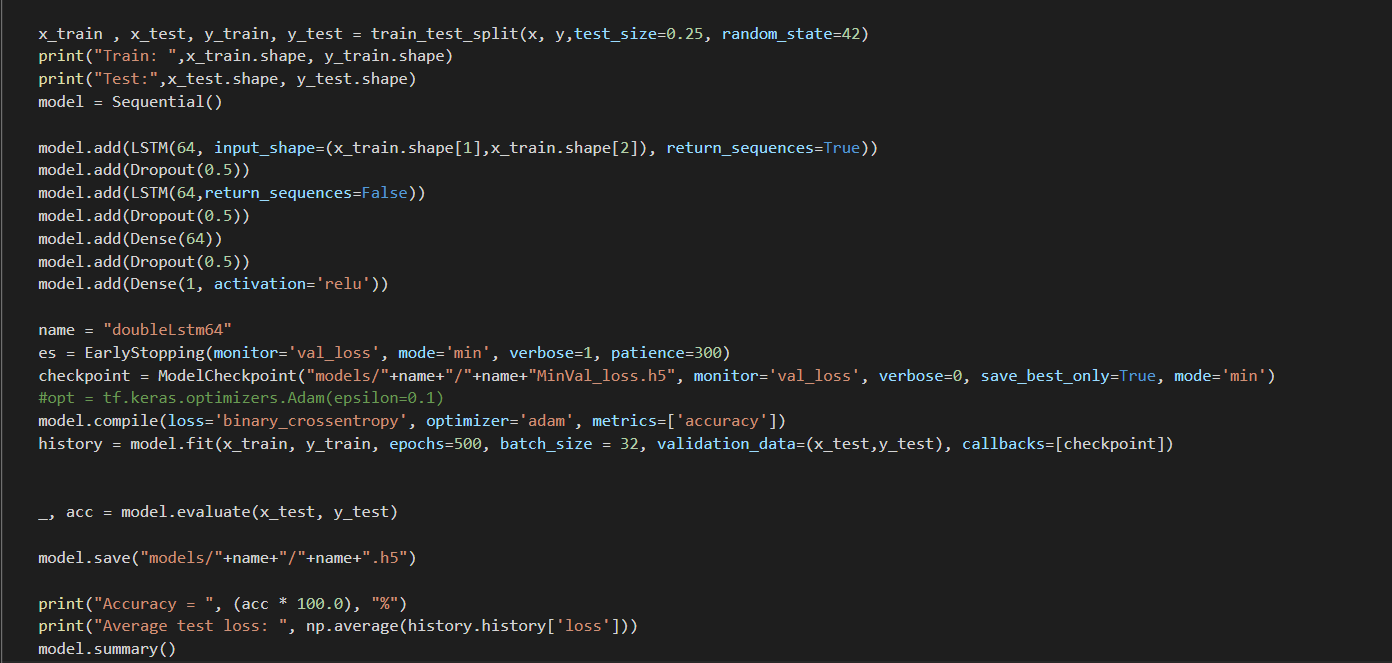 x_train , x_test, y_train, y_test = train_test_split(x, y,test_size=0.25, random_state=42)
print("Train: ",x_train.shape, y_train.shape)
print("Test:",x_test.shape, y_test.shape)
model = Sequential()
model.add(LSTM(64, input_shape=(x_train.shape[1],x_train.shape[2]), return_sequences=True))
model.add(Dropout(0.5))
model.add(LSTM(64,return_sequences=False))
model.add(Dropout(0.5))
model.add(Dense(64))
model.add(Dropout(0.5))
model.add(Dense(1, activation='relu'))
name = "doubleLstm64"
es = EarlyStopping(monitor='val_loss', mode='min', verbose=1, patience=300)
checkpoint = ModelCheckpoint("models/"+name+"/"+name+"MinVal_loss.h5", monitor='val_loss', verbose=0, save_best_only=True, mode='min')
#opt = tf.keras.optimizers.Adam(epsilon=0.1)
model.compile(loss='binary_crossentropy', optimizer='adam', metrics=['accuracy'])
history = model.fit(x_train, y_train, epochs=500, batch_size = 32, validation_data=(x_test,y_test), callbacks=[checkpoint])
_, acc = model.evaluate(x_test, y_test)
model.save("models/"+name+"/"+name+".h5")
print("Accuracy = ", (acc * 100.0), "%")
print("Average test loss: ", np.average(history.history['loss']))
model.summary()